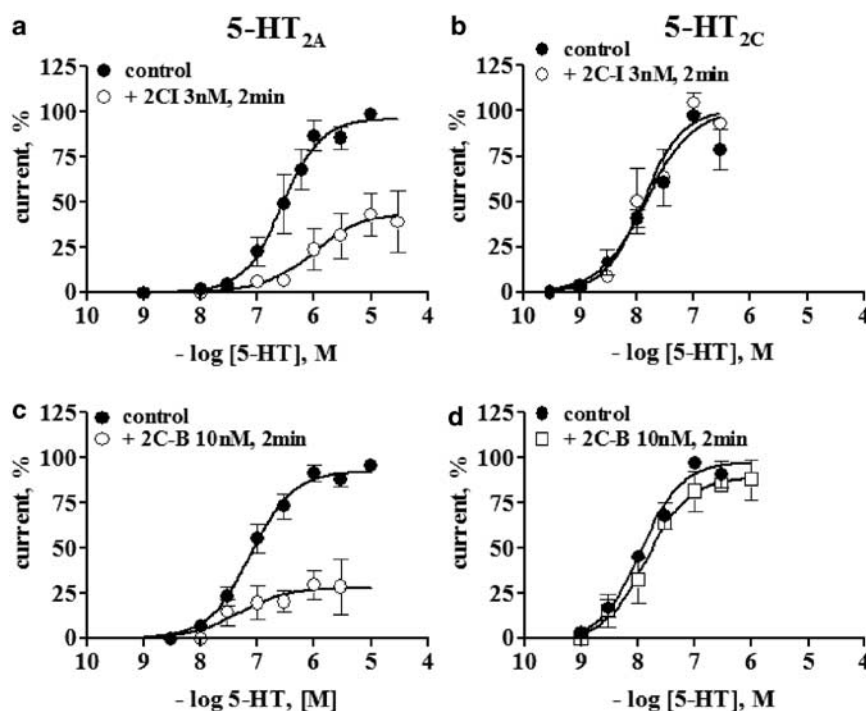 a
5-HT2A
control
+ 2CI 3nM, 2min
125
100
75
50
25
0
current, %
10 9 8 7 6 5 4
- log [5-HT], M
b
5-HT2C
control
+ 2C-I 3nM, 2min
125
100
75
50
25
0
current, %
10 9 8 7 6 5 4
- log [5-HT], M
c
control
+ 2C-B 10nM, 2min
125
100
75
50
25
0
current, %
10 9 8 7 6 5 4
- log 5-HT, [M]
d
control
+ 2C-B 10nM, 2min
125
100
75
50
25
0
current, %
10 9 8 7 6 5 4
- log [5-HT], M